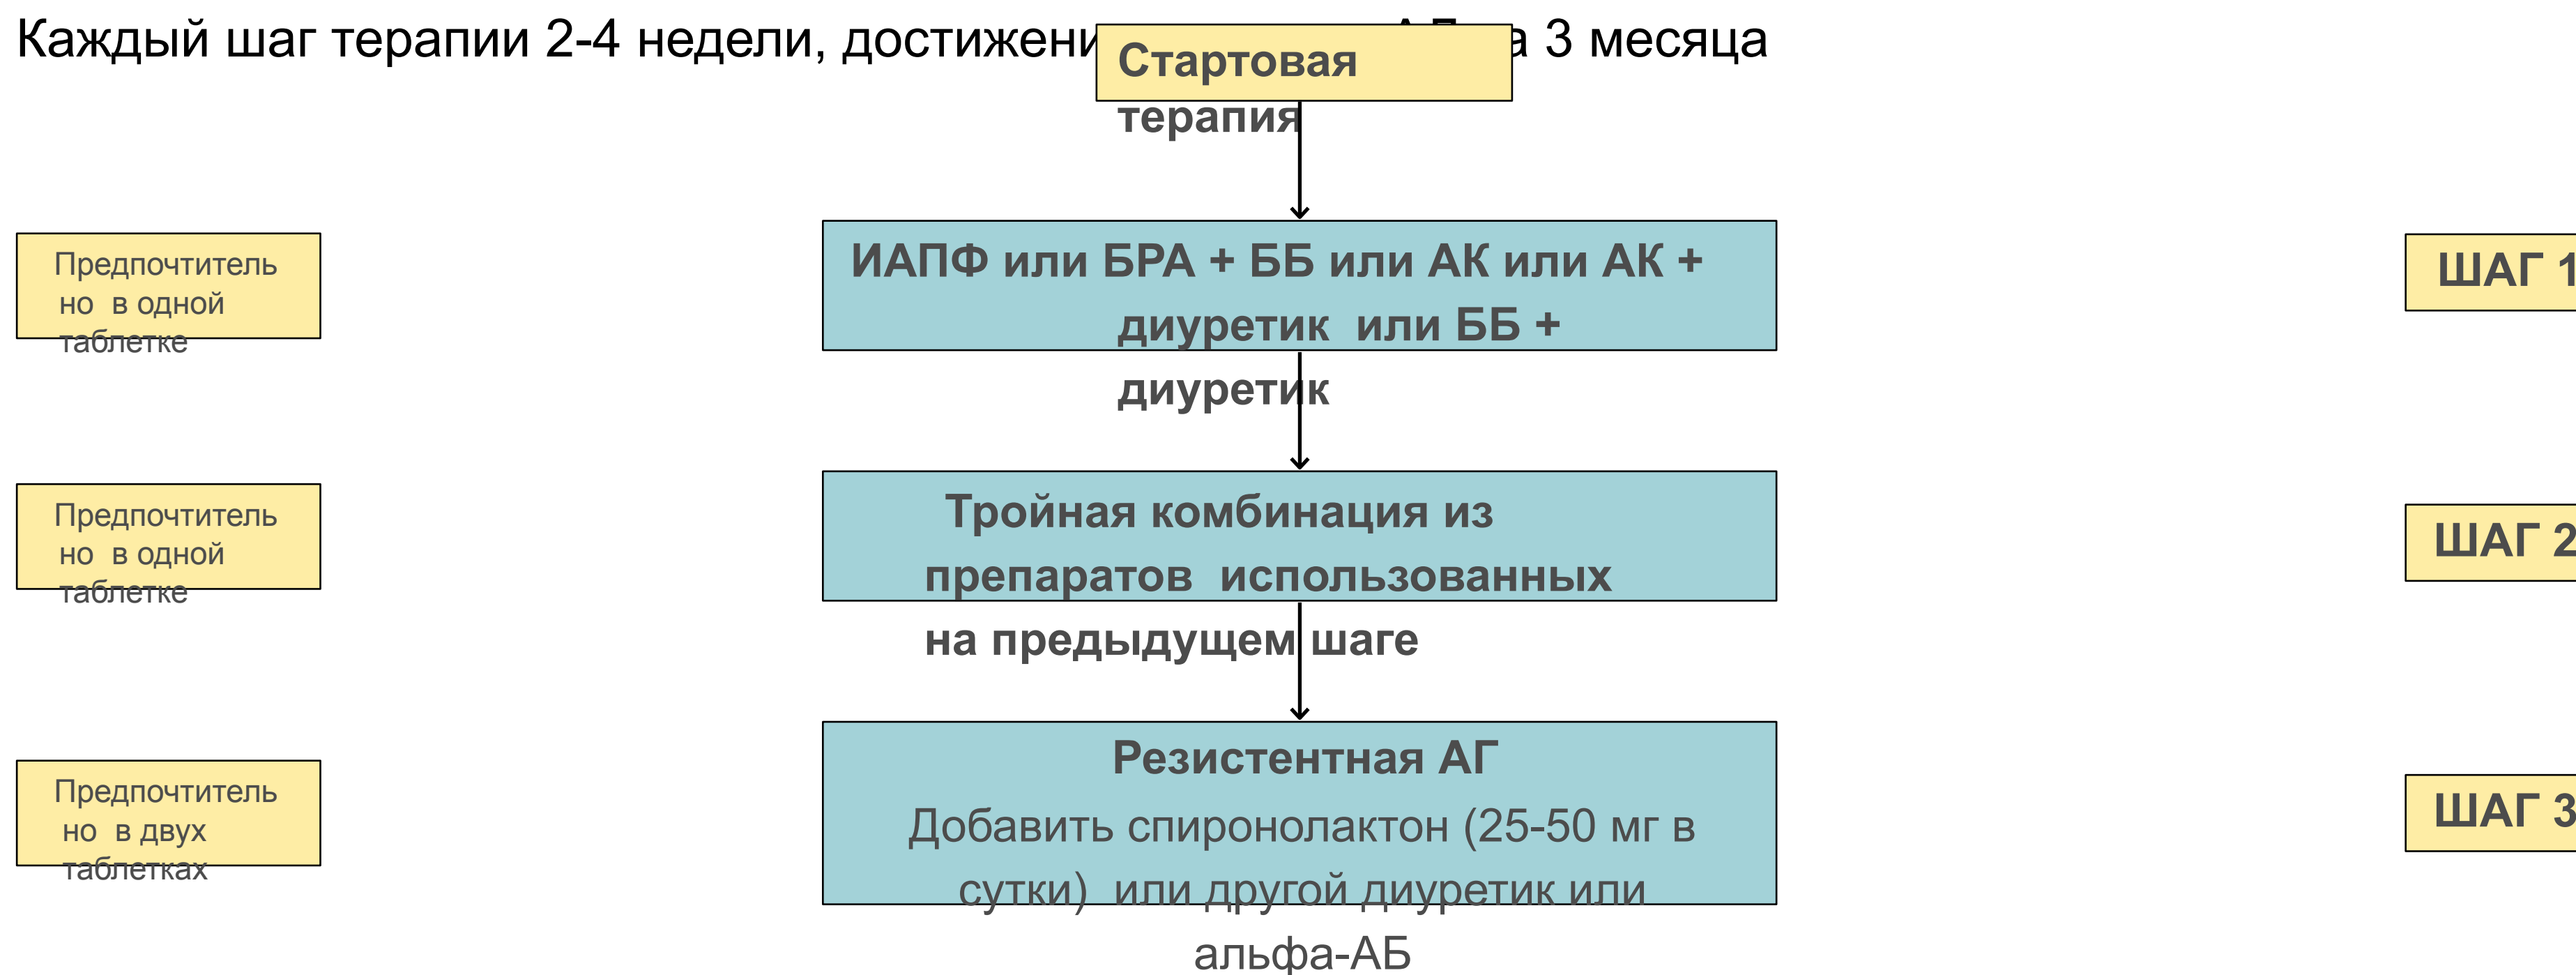 Каждый шаг терапии 2-4 недели, достижени а 3 месяца
Стартовая
терапия
Предпочтитель
но в одной
таблетке
ИАПФ или БРА + ББ или АК или АК +
диуретик или ББ +
диуретик
ШАГ 1
Предпочтитель
но в одной
таблетке
Тройная комбинация из
препаратов использованных
на предыдущем шаге
ШАГ 2
Предпочтитель
но в двух
таблетках
Резистентная АГ
Добавить спиронолактон (25-50 мг в
сутки) или другой диуретик или
альфа-АБ
ШАГ 3